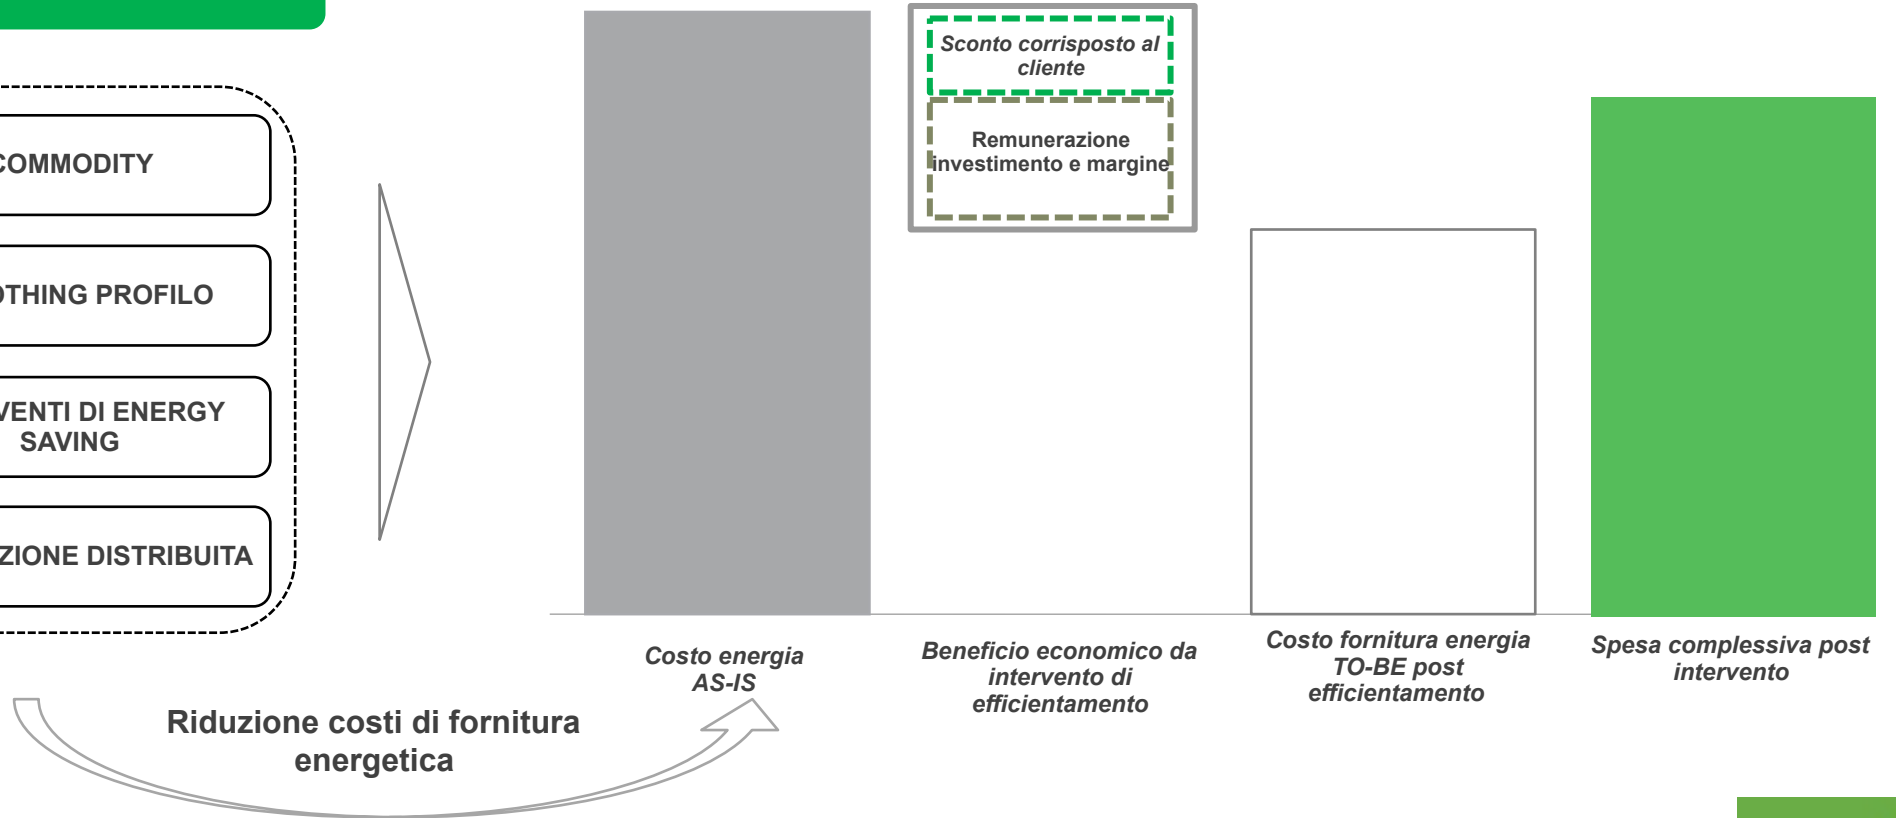 COMMODITY
OTHING PROFILO
VENTI DI ENERGY
SAVING
ZIONE DISTRIBUITA
Sconto corrisposto al
cliente
Remunerazione
investimento e margine
Costo energia
AS-IS
Beneficio economico da
intervento di
efficientamento
Costo fornitura energia
TO-BE post
efficientamento
Spesa complessiva post
intervento
Riduzione costi di fornitura
energetica